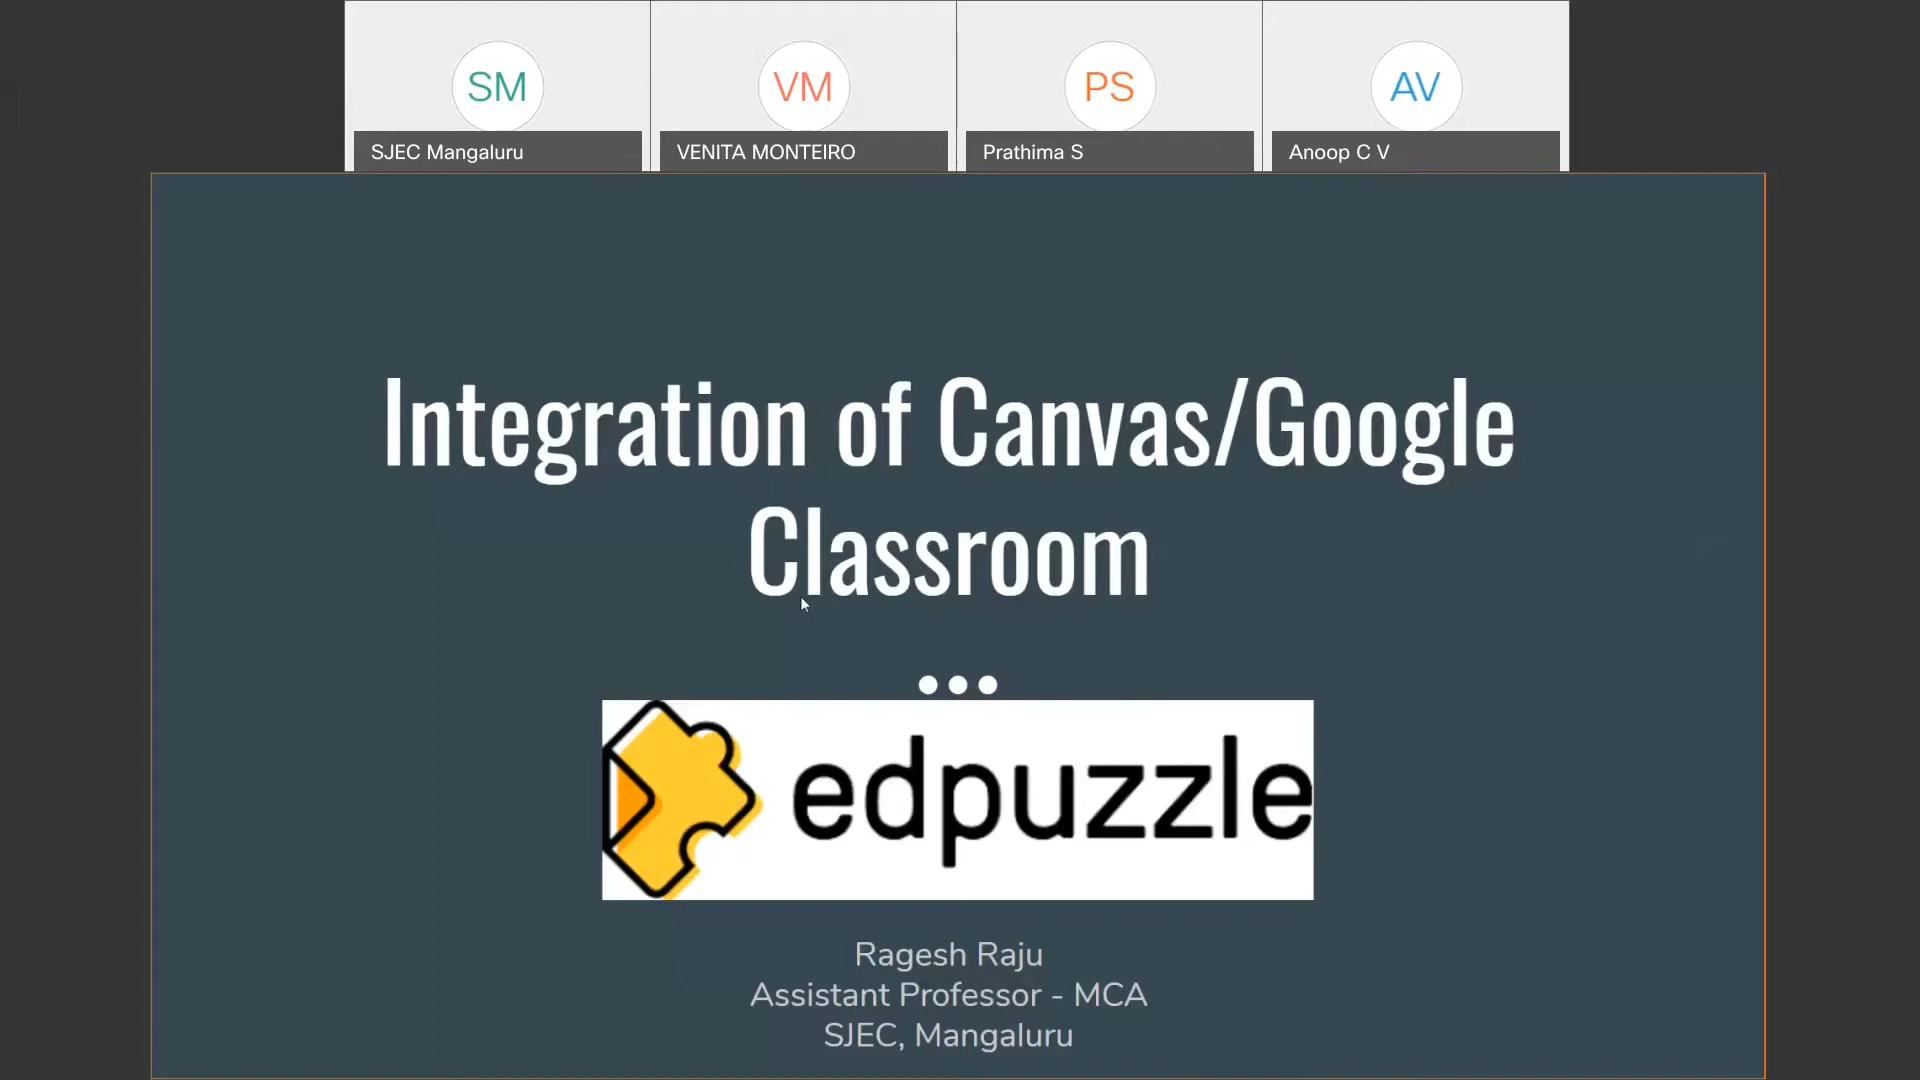 SM VM PS AV
SJEC Mangaluru VENITA MONTEIRO Prathima S Anoop C V
Integration of Canvas/Google
Classroom
edpuzzle
Ragesh Raju
Assistant Professor - MCA
SJEC, Mangaluru